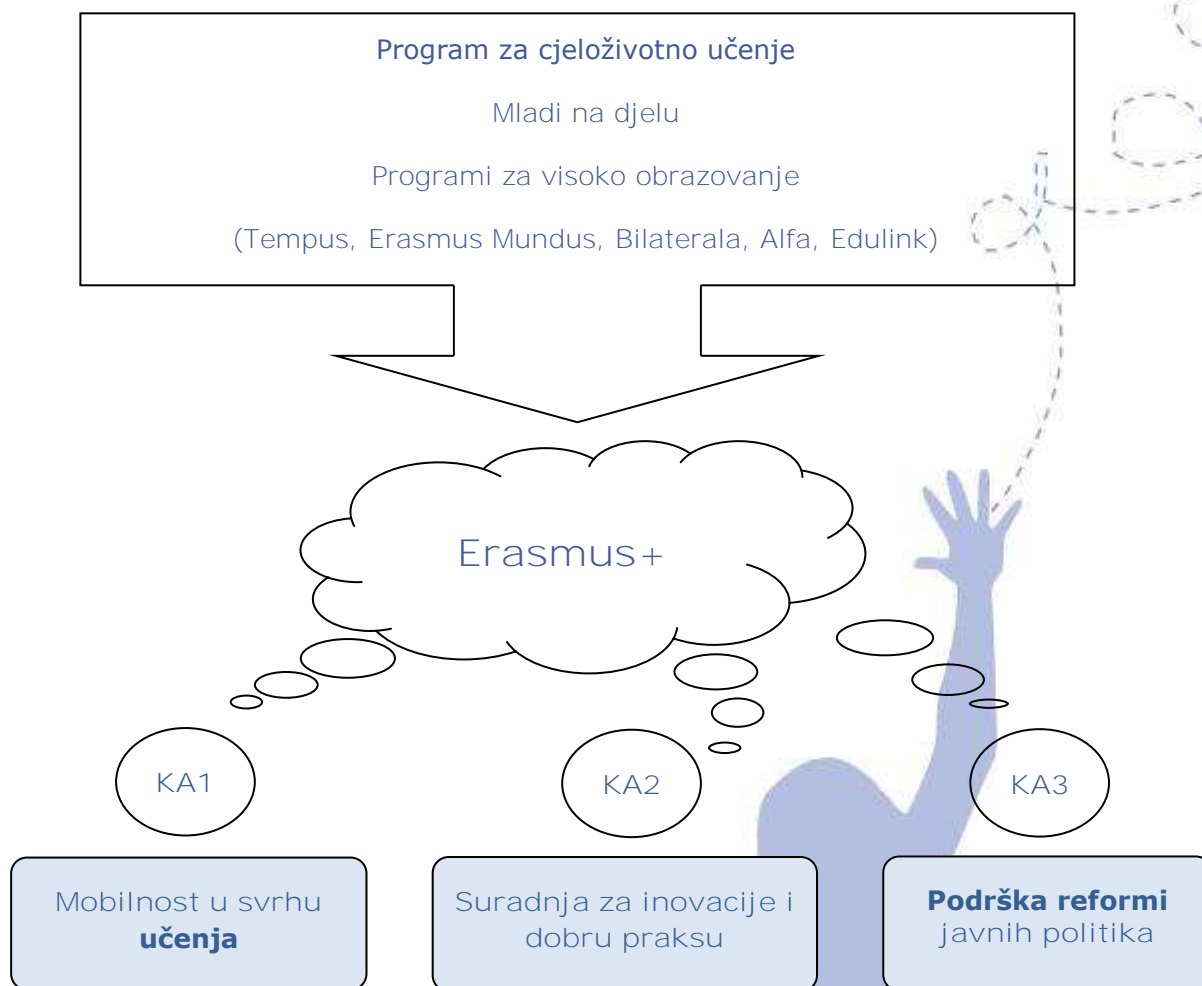 Program za cjeloživotno učenje
Mladi na djelu
Programi za visoko obrazovanje
(Tempus, Erasmus Mundus, Bilaterala, Alfa, Edulink)
Erasmus+
KA1
KA2
KA3
Mobilnost u svrhu
učenja
Suradnja za inovacije i
dobru praksu
Podrška reformi
javnih politika